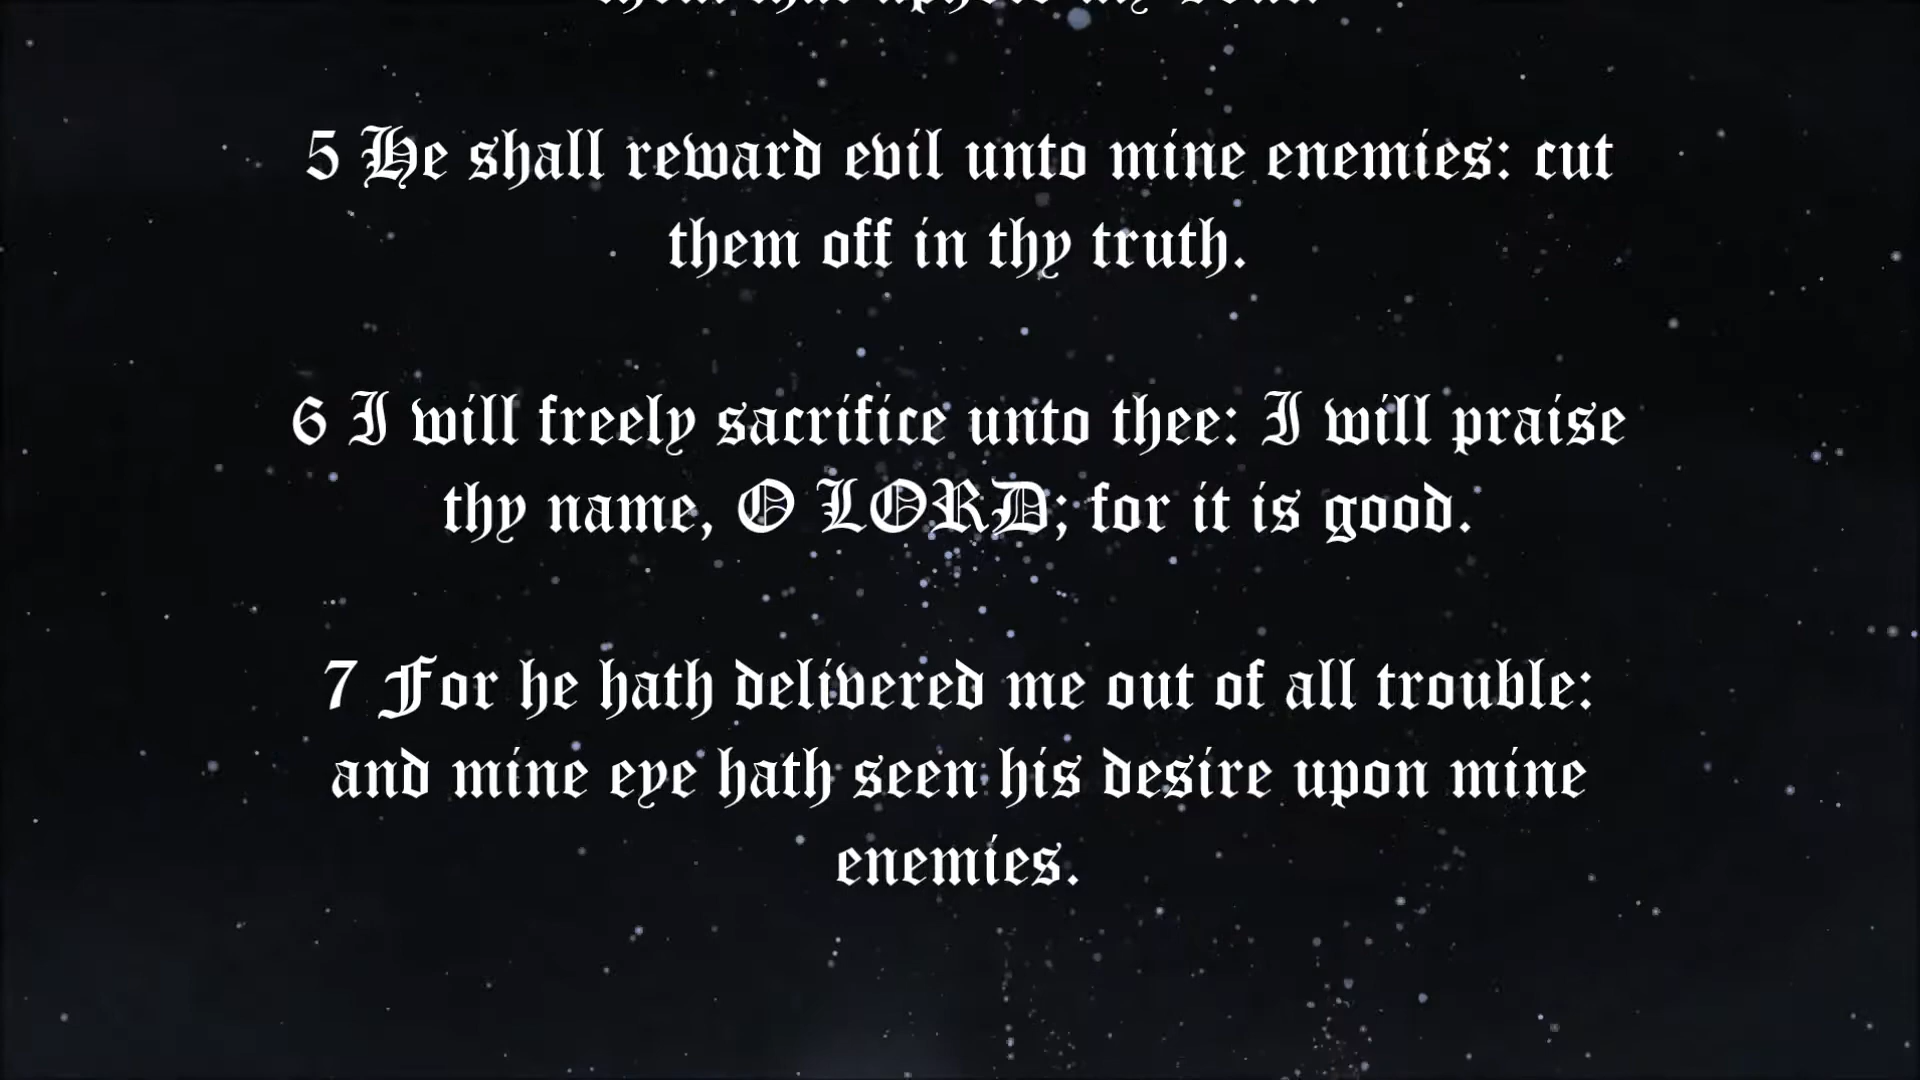 5 He shall reward evil unto mine enemies: cut
them off in thy truth.
6 I will freely sacrifice unto thee: I will praise
thy name, O LORD; for it is good.
7 For he hath delivered me out of all trouble:
and mine eye hath seen his desire upon mine
enemies.